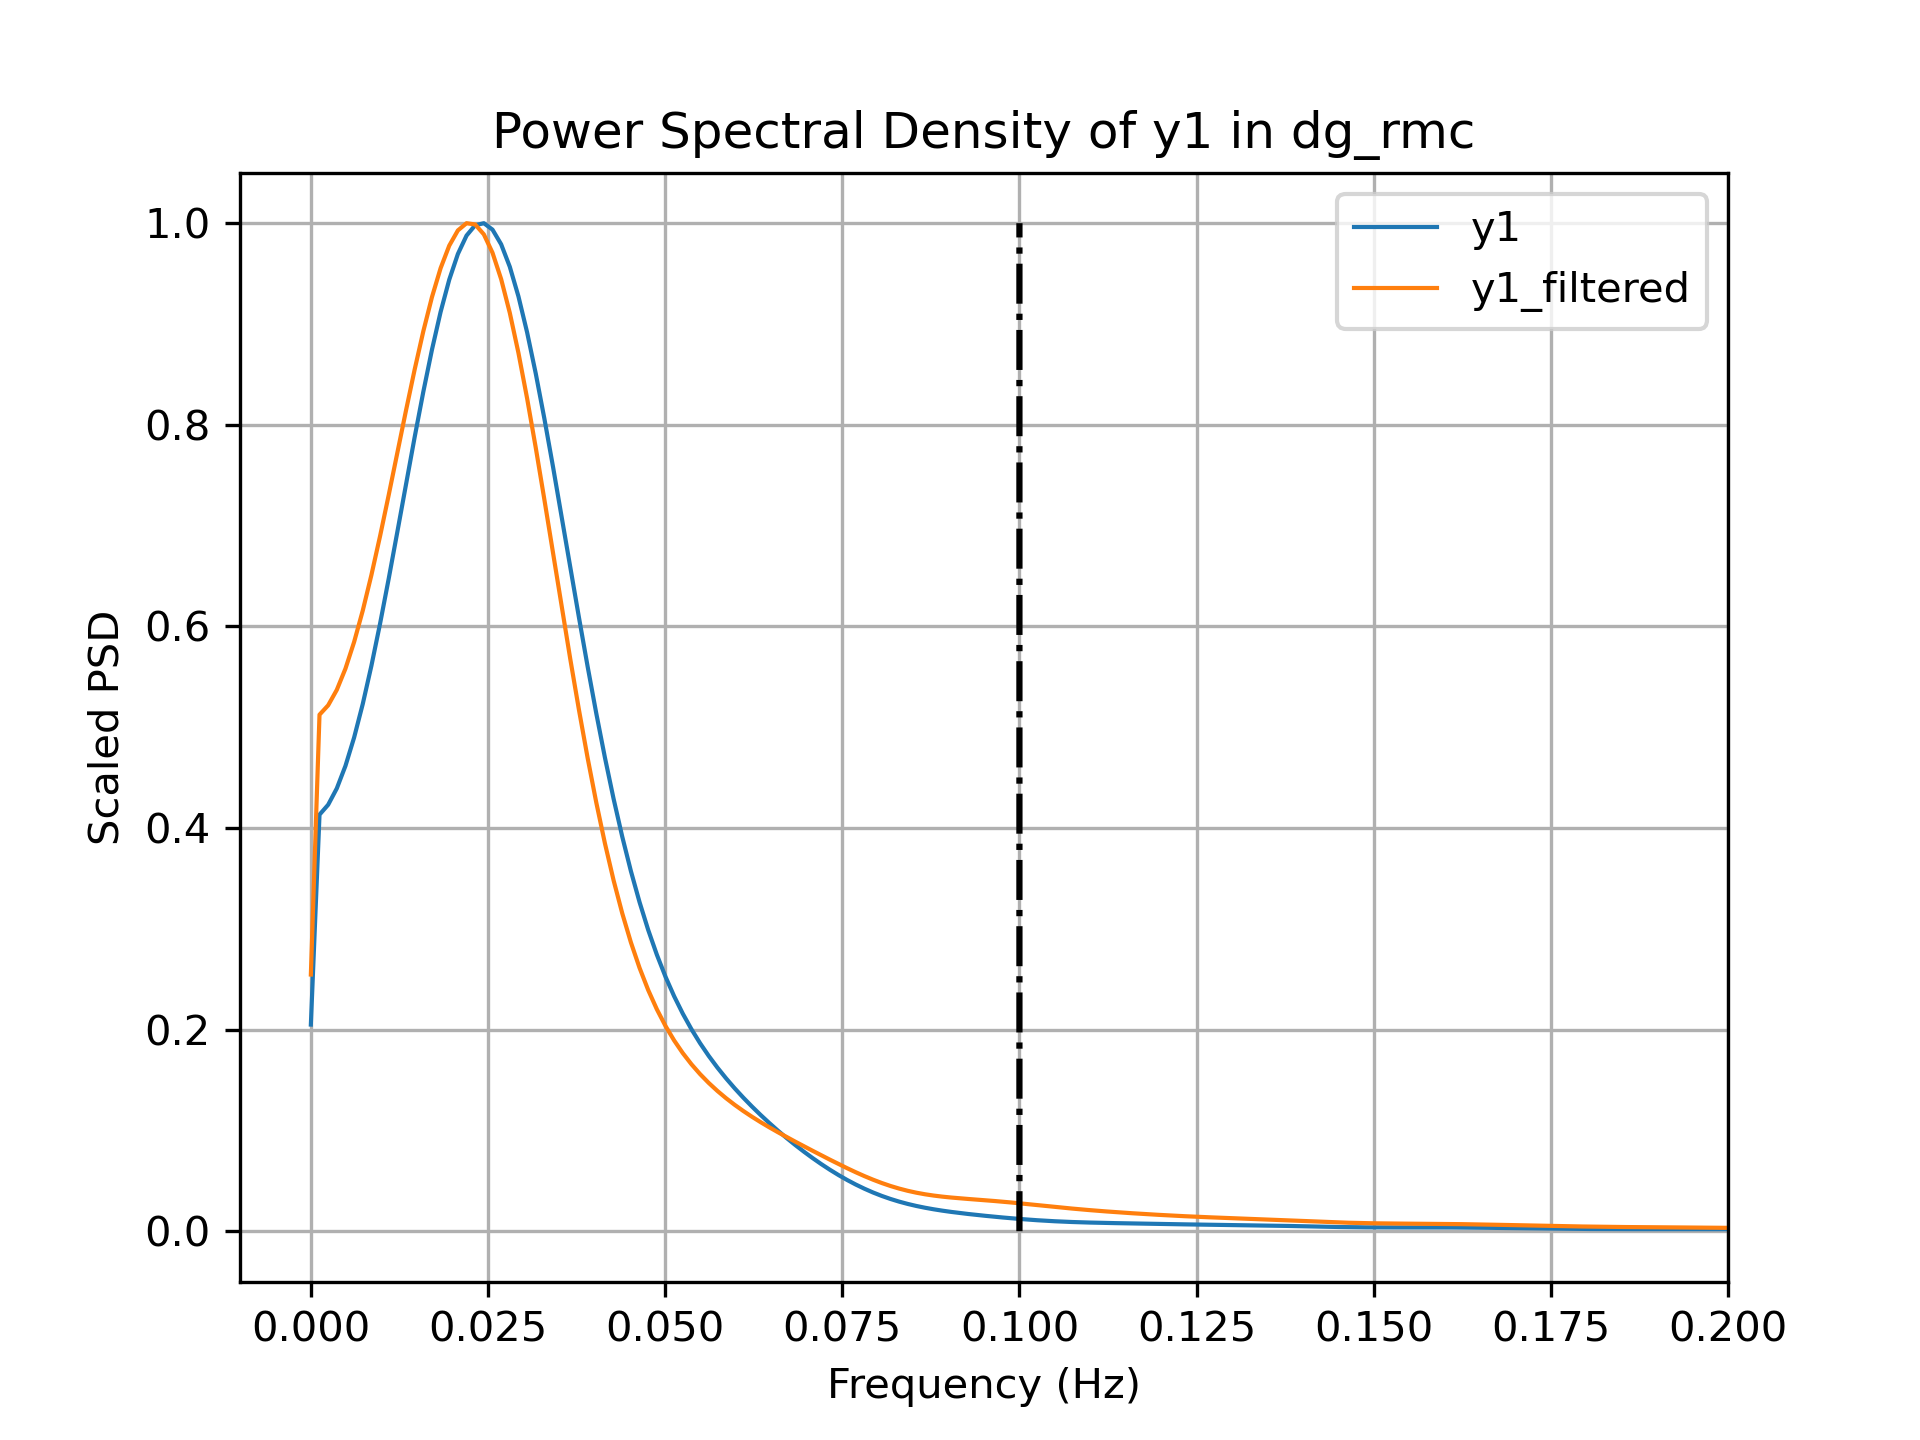 Power Spectral Density of y1 in dg_rmc
y1
y1_filtered
1.0
0.8
0.6
0.4
0.2
0.0
Scaled PSD
0.000 0.025 0.050 0.075 0.100 0.125 0.150 0.175 0.200
Frequency (Hz)